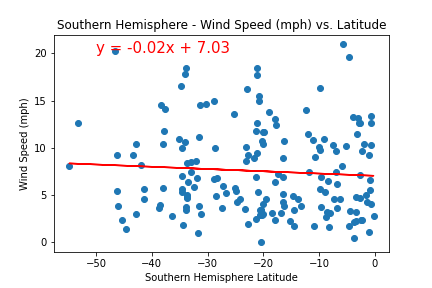 Southern Hemisphere - Wind Speed (mph) vs. Latitude
y = -0.02x + 7.03
Wind Speed (mph)
20
15
10
5
0
−50 −40 −30 −20 −10 0
Southern Hemisphere Latitude